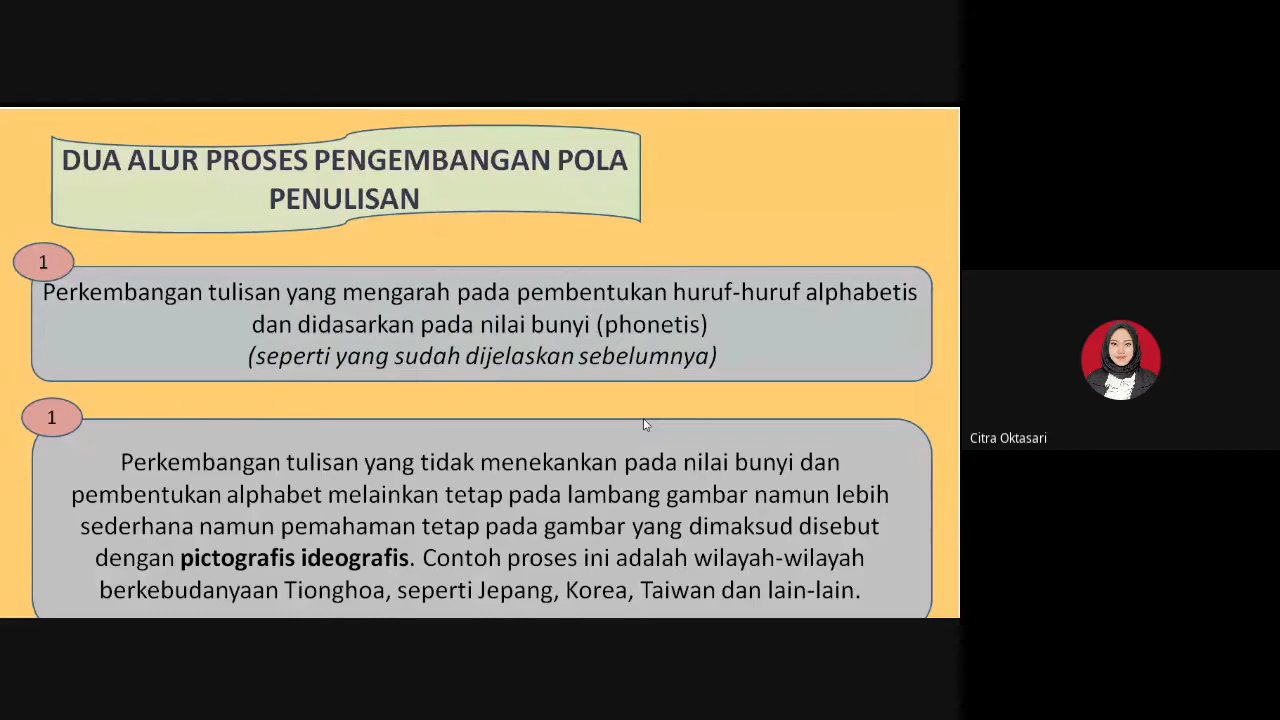 DUA ALUR PROSES PENGEMBANGAN POLA
PENULISAN
1
Perkembangan tulisan yang mengarah pada pembentukan huruf-huruf alphabetis
dan didasarkan pada nilai bunyi (phonetis)
(seperti yang sudah dijelaskan sebelumnya)
1
Perkembangan tulisan yang tidak menekankan pada nilai bunyi dan
pembentukan alphabet melainkan tetap pada lambang gambar namun lebih
sederhana namun pemahaman tetap pada gambar yang dimaksud disebut
dengan pictografis ideografis. Contoh proses ini adalah wilayah-wilayah
berkebudanyaan Tionghoa, seperti Jepang, Korea, Taiwan dan lain-lain.
Citra Oktasari